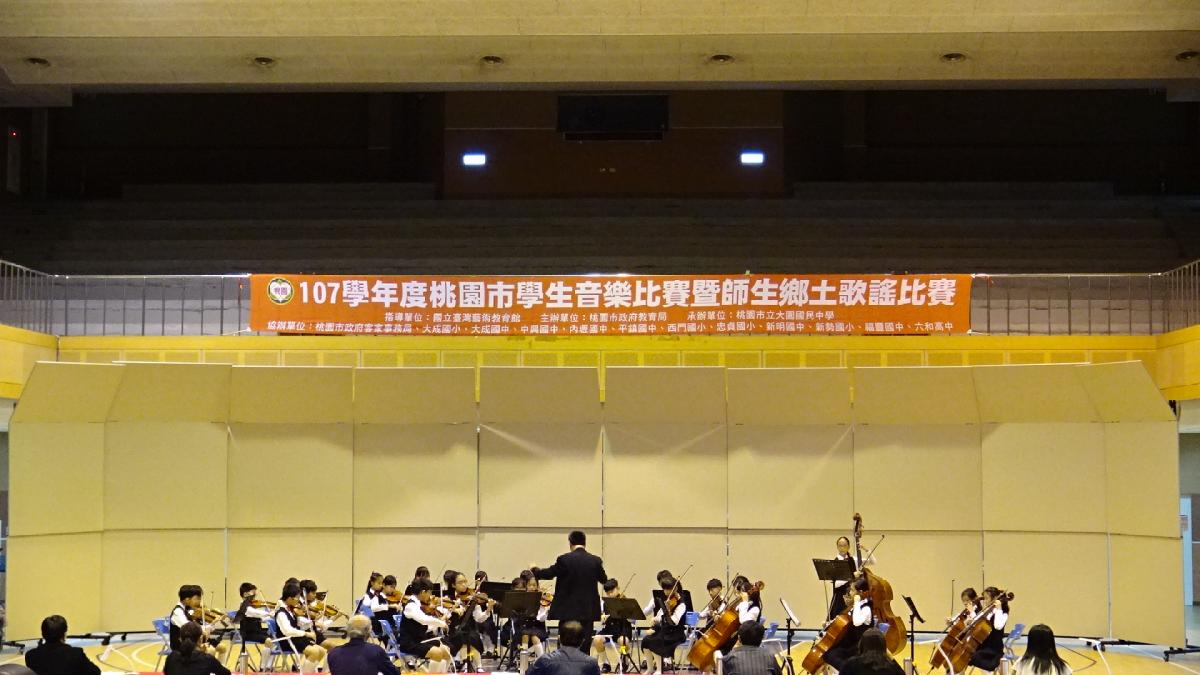 桃園
107學年度桃園市學生音樂比賽暨師生鄉土歌謠比賽
指導單位：國立臺灣藝術教育館 主辦單位：桃園市政府教育局 承辦單位：桃園市立大園國民中學
協辦單位：桃園市政府客家事務局、大成國小、大成國中、中興國中、內壢國中、平鎮國中、西門國小、忠貞國小、新明國中、新勢國小、福豐國中、六和高中